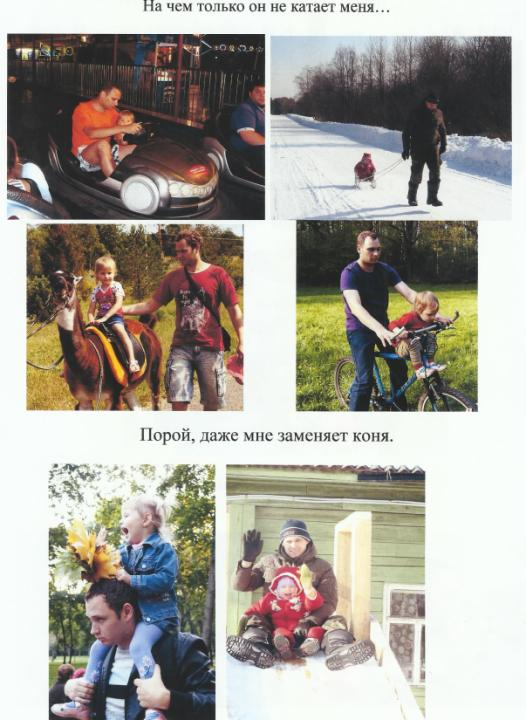 На чем только он не катает меня…
Порой, даже мне заменяет коня.